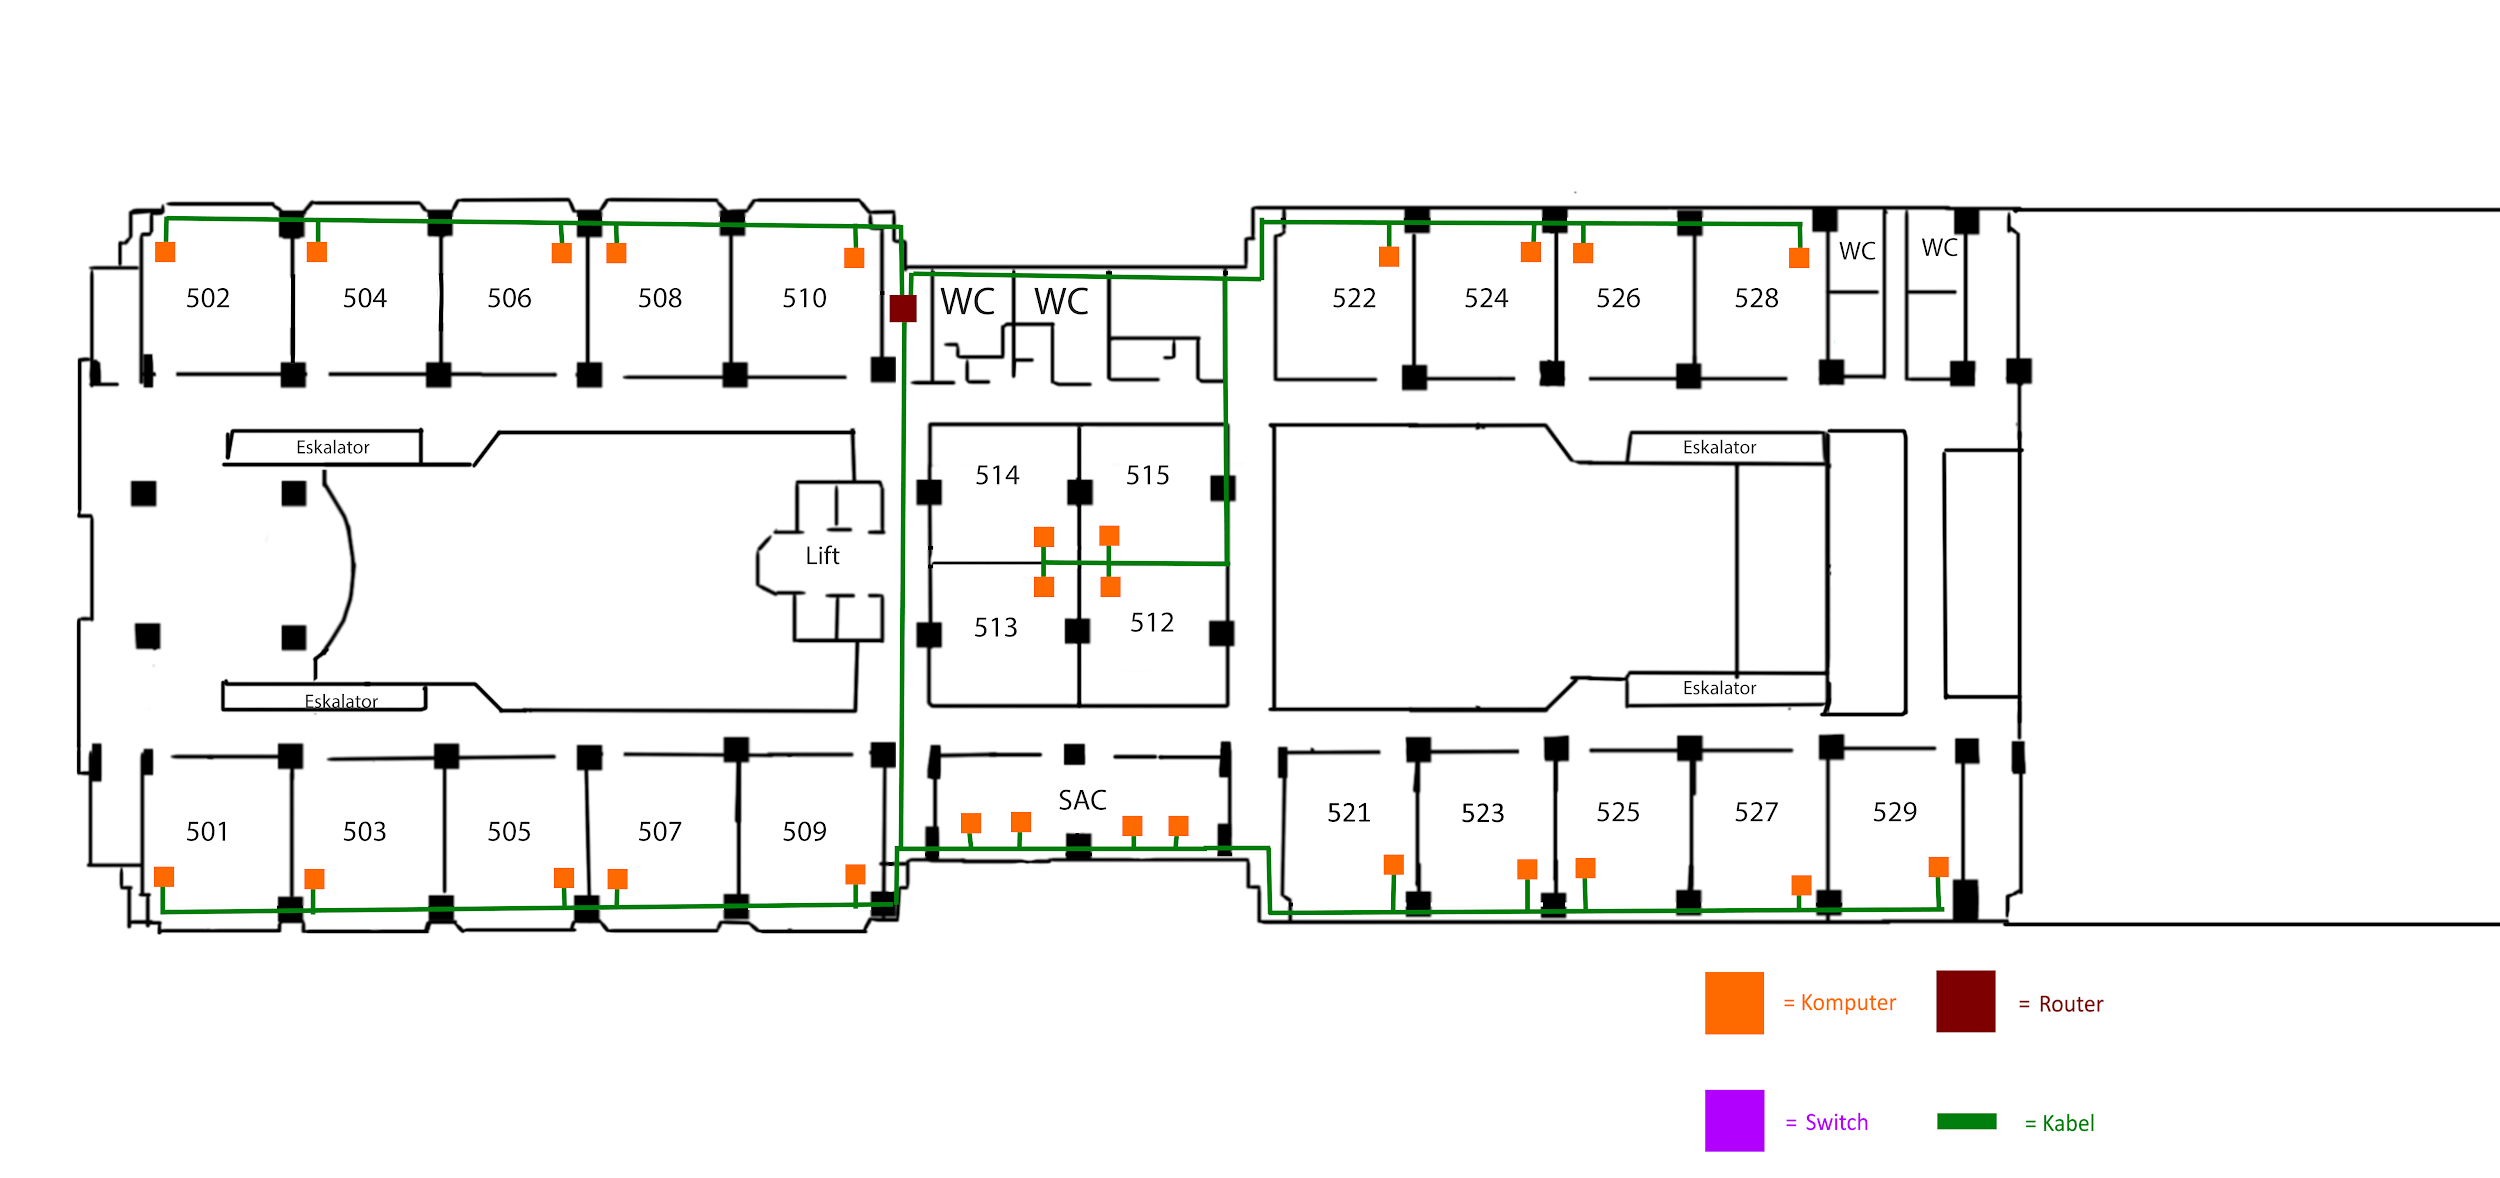 502
504
506
508
510
WC
WC
522
524
526
528
WC
WC
Eskalator
Eskalator
514
515
Lift
513
512
Eskalator
Eskalator
501
503
505
507
509
SAC
521
523
525
527
529
= Komputer
= Router
= Switch
= Kabel